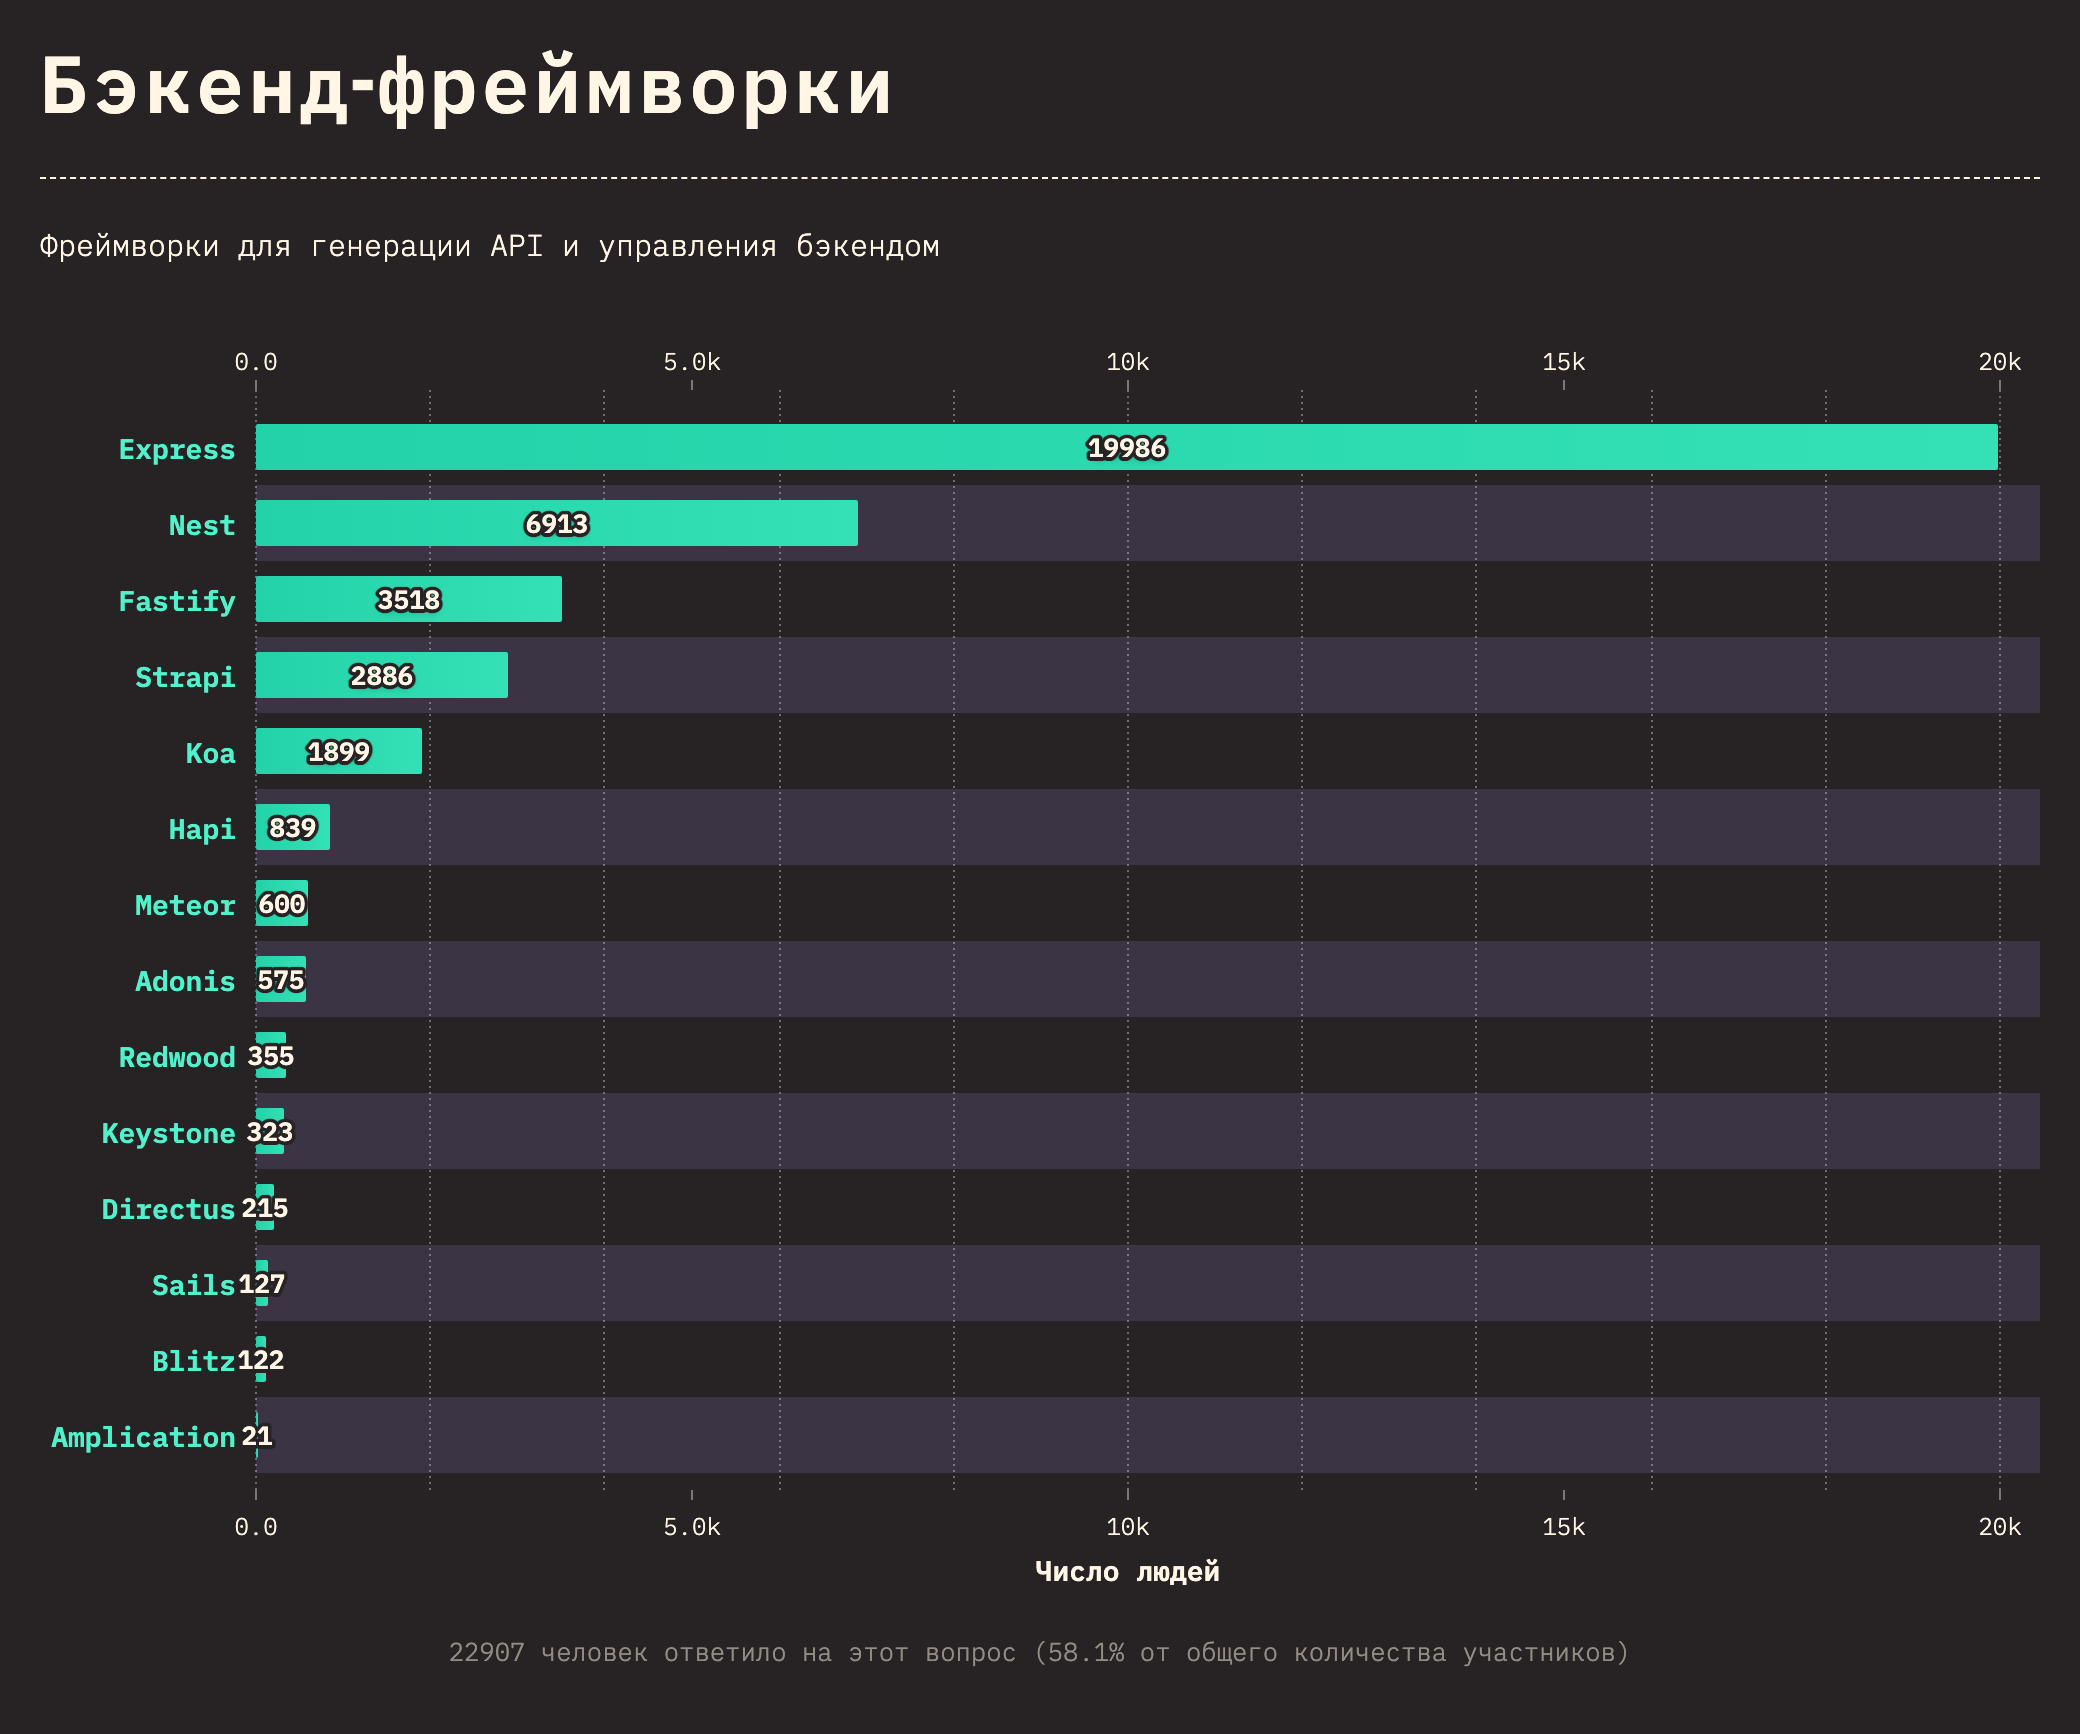 Бэкенд-фреймворки
Фреймворки для генерации API и управления бэкендом
0.0 5.0k 10k 15k 20k
Express 19986
Nest 6913
Fastify 3518
Strapi 2886
Koa 1899
Hapi 839
Meteor 600
Adonis 575
Redwood 355
Keystone 323
Directus 215
Sails 127
Blitz 122
Amplication 21
0.0 5.0k 10k 15k 20k
Число людей
22907 человек ответило на этот вопрос (58.1% от общего количества участников)